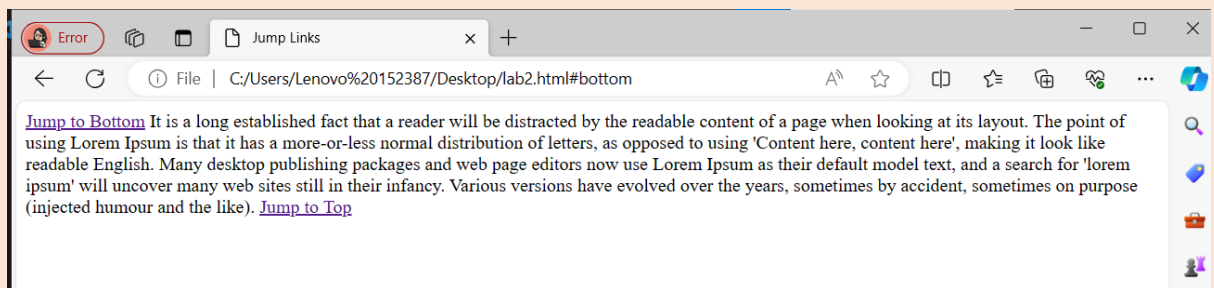 Error
Jump Links
File
C:/Users/Lenovo%20152387/Desktop/lab2.html#bottom
Jump to Bottom It is a long established fact that a reader will be distracted by the readable content of a page when looking at its layout. The point of
using Lorem Ipsum is that it has a more-or-less normal distribution of letters, as opposed to using 'Content here, content here', making it look like
readable English. Many desktop publishing packages and web page editors now use Lorem Ipsum as their default model text, and a search for 'lorem
ipsum' will uncover many web sites still in their infancy. Various versions have evolved over the years, sometimes by accident, sometimes on purpose
(injected humour and the like). Jump to Top